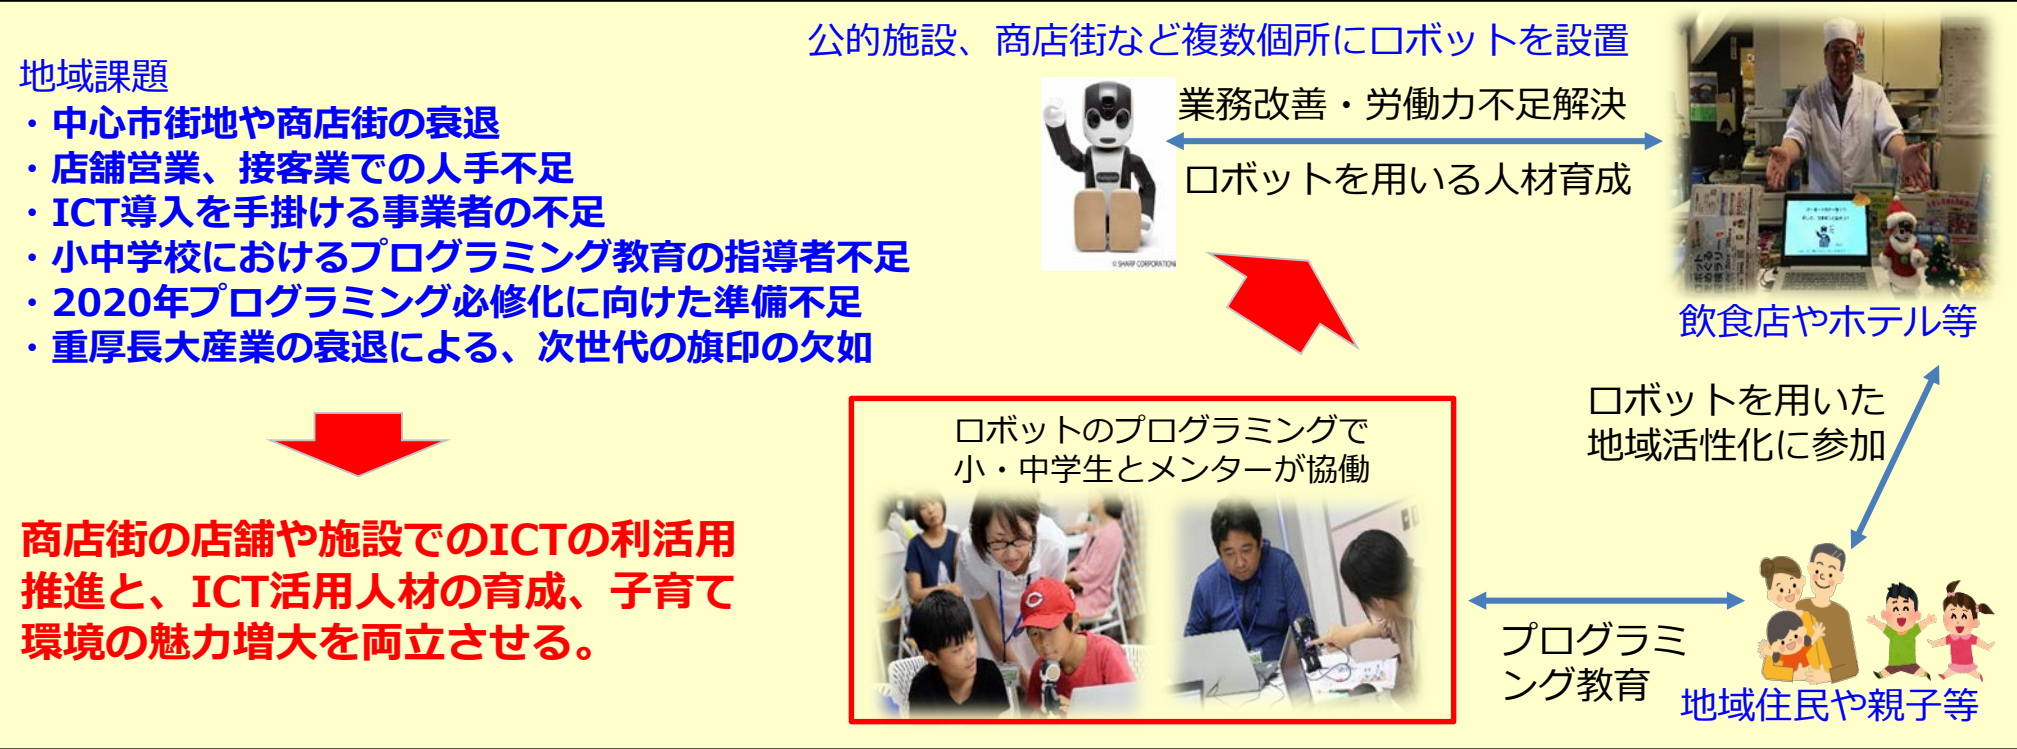 地域課題
・中心市街地や商店街の衰退
・店舗営業、接客業での人手不足
・ICT導入を手掛ける事業者の不足
・小中学校におけるプログラミング教育の指導者不足
・2020年プログラミング必修化に向けた準備不足
・重厚長大産業の衰退による、次世代の旗印の欠如
商店街の店舗や施設でのICTの利活用
推進と、ICT活用人材の育成、子育て
環境の魅力増大を両立させる。
公的施設、商店街など複数個所にロボットを設置
業務改善・労働力不足解決
ロボットを用いる人材育成
© SHARP CORPORATION
飲食店やホテル等
ロボットを用いた
地域活性化に参加
ロボットのプログラミングで
小・中学生とメンターが協働
プログラミ
ング教育
地域住民や親子等